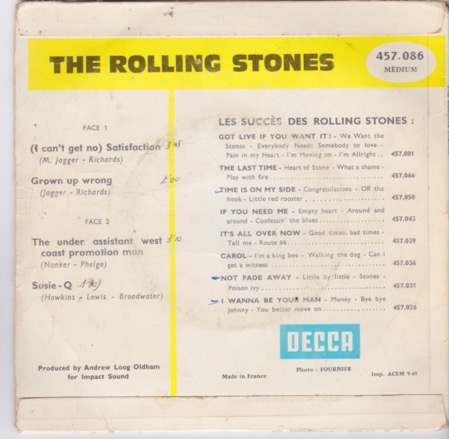 THE ROLLING STONES
457.086
MÉDIUM
FACE 1
(I can't get no) Satisfaction
(M. Jagger - Richards)
Grown up wrong
(Jagger - Richards)
FACE 2
The under assistant west
coast promotion man
(Nanker - Phelge)
Susie-Q
(Hawkins - Lewis - Broadwater)
Produced by Andrew Loog Oldham
for Impact Sound
LES SUCCÈS DES ROLLING STONES :
GOT LIVE IF YOU WANT IT! - We Want the
Stones - Everybody Needs Somebody to love -
Pain in my Heart - I'm Moving on - I'm Allright .. 457.081
THE LAST TIME - Heart of Stone - What a shame -
Play with fire 457.066
TIME IS ON MY SIDE - Congratulations - Off the
hook - Little red rooster 457.050
IF YOU NEED ME - Empty heart - Around and
around - Confessin' the blues 457.043
IT'S ALL OVER NOW - Good times, bad times -
Tell me - Route 66 457.039
CAROL - I'm a king bee - Walking the dog - Can I
get a witness 457.036
NOT FADE AWAY - Little by little - Stones -
Poison ivy 457.031
I WANNA BE YOUR MAN - Money - Bye bye
Johnny - You better move on 457.026
DECCA
Made in France
Photo : FOURNIER
Imp. ACEM 9-65